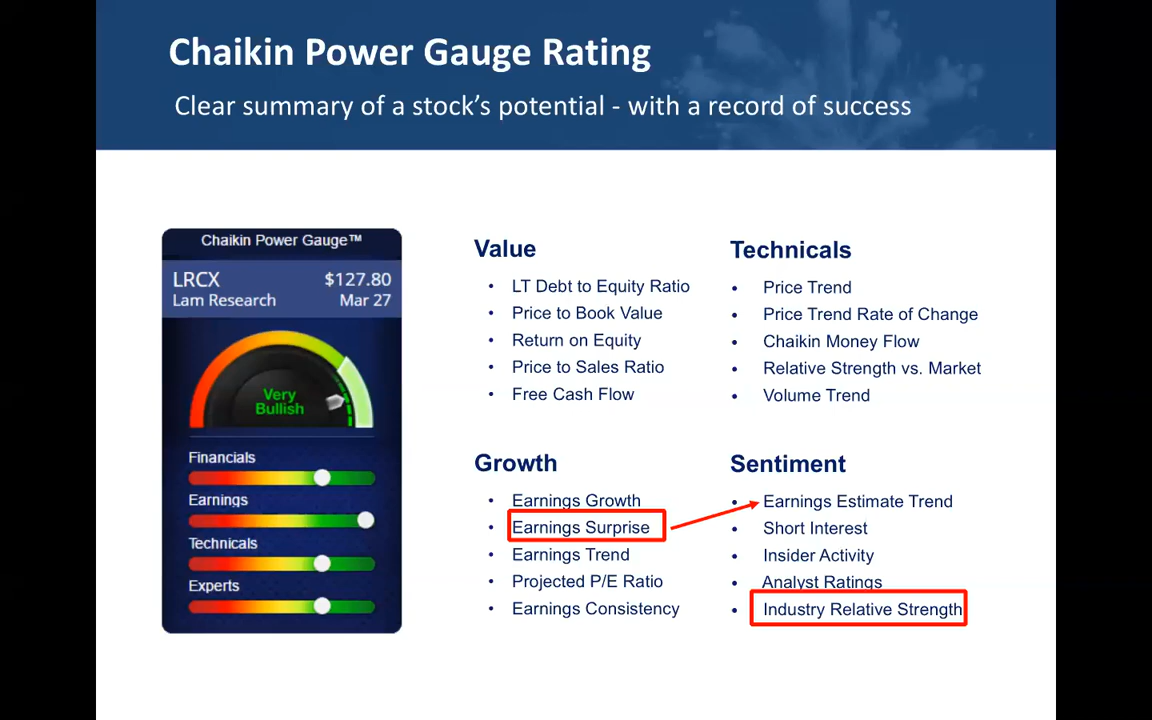 Chaikin Power Gauge Rating
Clear summary of a stock's potential - with a record of success
Chaikin Power Gauge™
LRCX $127.80
Lam Research Mar 27
Very
Bullish
Financials
Earnings
Technicals
Experts
Value
• LT Debt to Equity Ratio
• Price to Book Value
• Return on Equity
• Price to Sales Ratio
• Free Cash Flow
Technicals
• Price Trend
• Price Trend Rate of Change
• Chaikin Money Flow
• Relative Strength vs. Market
• Volume Trend
Growth
• Earnings Growth
• Earnings Surprise
• Earnings Trend
• Projected P/E Ratio
• Earnings Consistency
Sentiment
• Earnings Estimate Trend
• Short Interest
• Insider Activity
• Analyst Ratings
• Industry Relative Strength